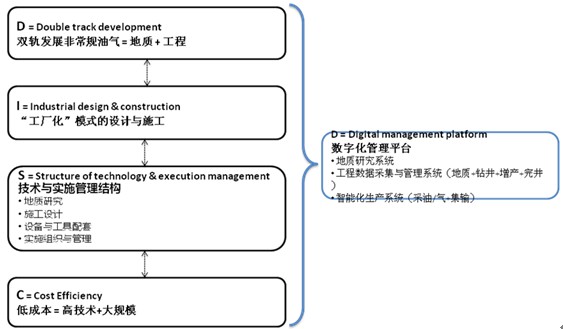 D = Double track development
双轨发展非常规油气 = 地质 + 工程
I = Industrial design & construction
“工厂化”模式的设计与施工
S = Structure of technology & execution management
技术与实施管理结构
• 地质研究
• 施工设计
• 设备与工具配套
• 实施组织与管理
C = Cost Efficiency
低成本 = 高技术+大规模
D = Digital management platform
数字化管理平台
• 地质研究系统
• 工程数据采集与管理系统（地质+钻井+增产+完井
）
• 智能化生产系统（采油/气+集输）